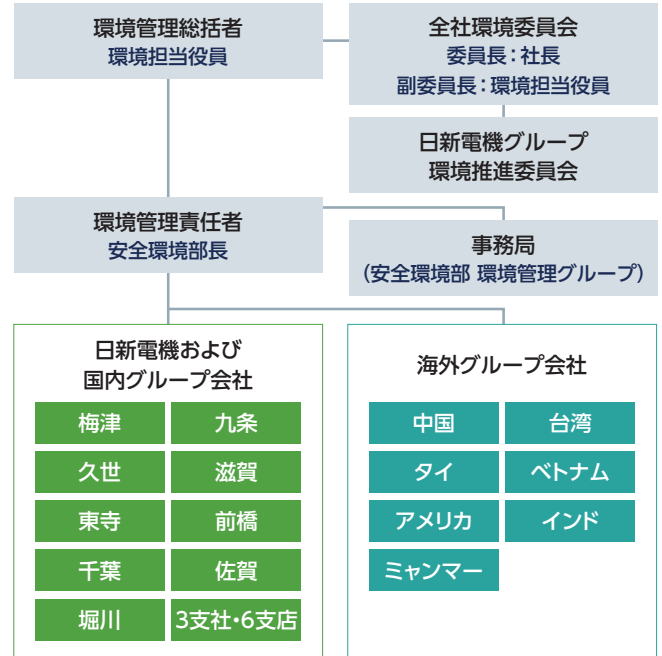 環境管理総括者
環境担当役員
全社環境委員会
委員長：社長
副委員長：環境担当役員
日新電機グループ
環境推進委員会
環境管理責任者
安全環境部長
事務局
（安全環境部 環境管理グループ）
日新電機および
国内グループ会社
梅津
九条
久世
滋賀
東寺
前橋
千葉
佐賀
堀川
3支社・6支店
海外グループ会社
中国
台湾
タイ
ベトナム
アメリカ
インド
ミャンマー